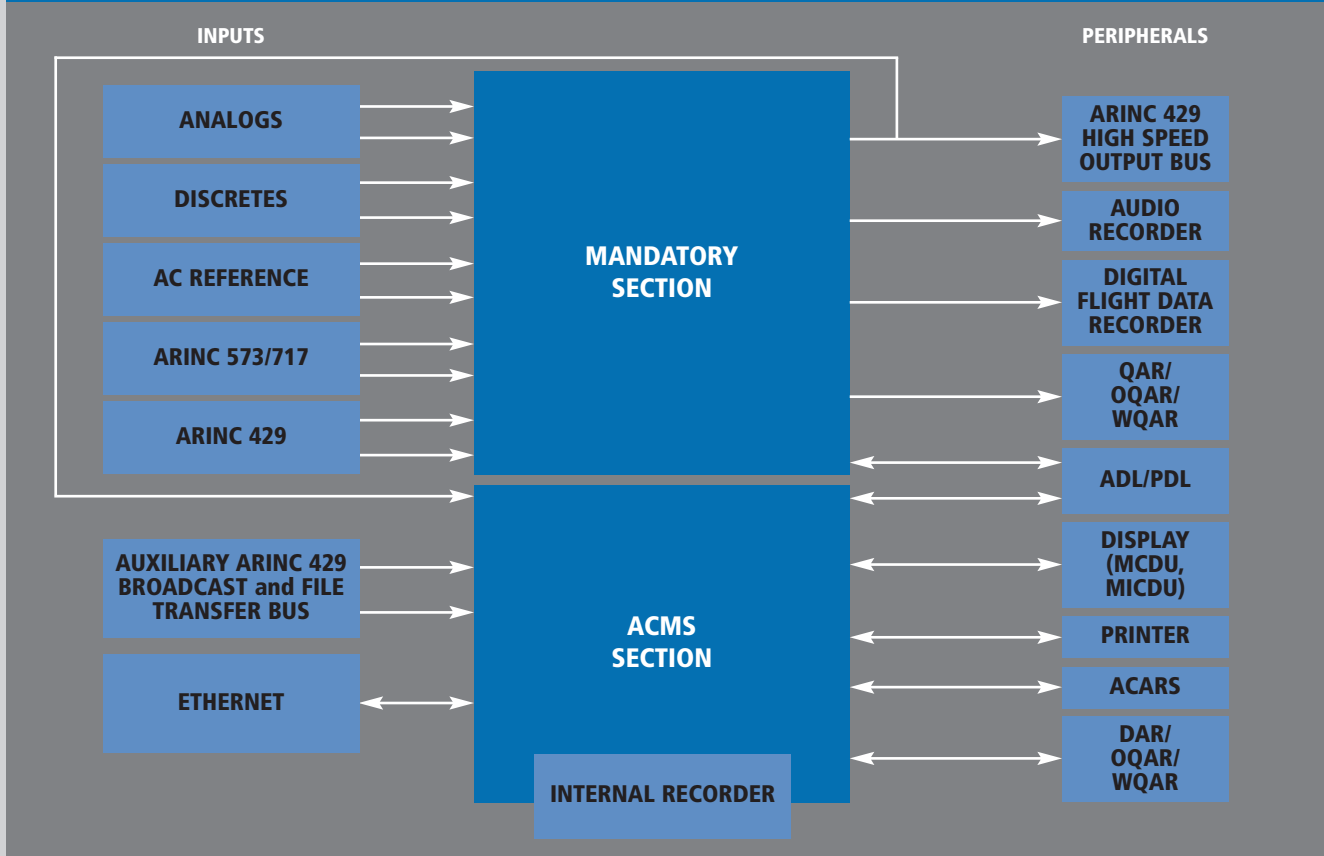 INPUTS
PERIPHERALS
ANALOGS
DISCRETES
AC REFERENCE
ARINC 573/717
ARINC 429
AUXILIARY ARINC 429
BROADCAST and FILE
TRANSFER BUS
ETHERNET
MANDATORY
SECTION
ACMS
SECTION
INTERNAL RECORDER
ARINC 429
HIGH SPEED
OUTPUT BUS
AUDIO
RECORDER
DIGITAL
FLIGHT DATA
RECORDER
QAR/
OQAR/
WQAR
ADL/PDL
DISPLAY
(MCDU,
MICDU)
PRINTER
ACARS
DAR/
OQAR/
WQAR